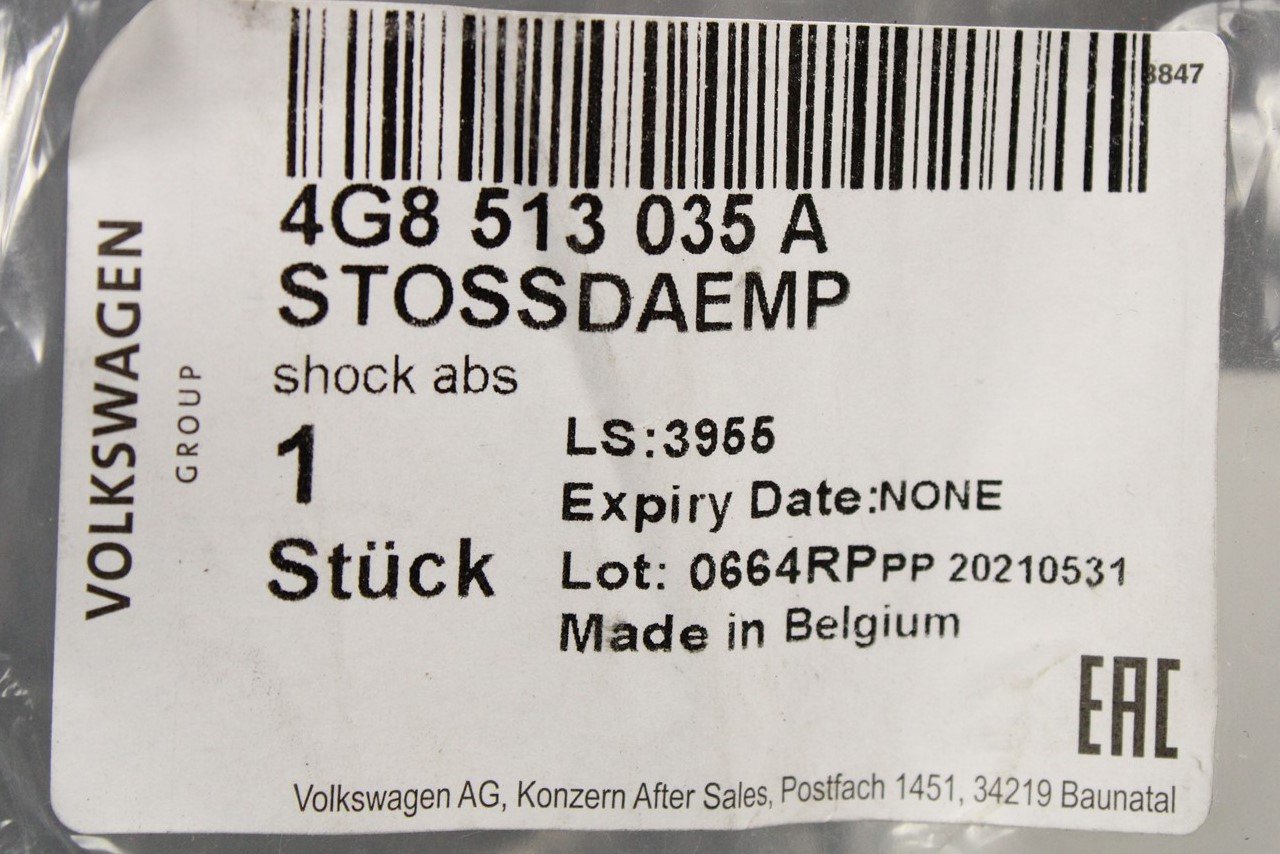 8847
4G8 513 035 A
STOSSDAEMP
shock abs
1
Stück
LS:3955
Expiry Date:NONE
Lot: 0664RPPP 20210531
Made in Belgium
VOLKSWAGEN
GROUP
EAC
Volkswagen AG, Konzern After Sales, Postfach 1451, 34219 Baunatal